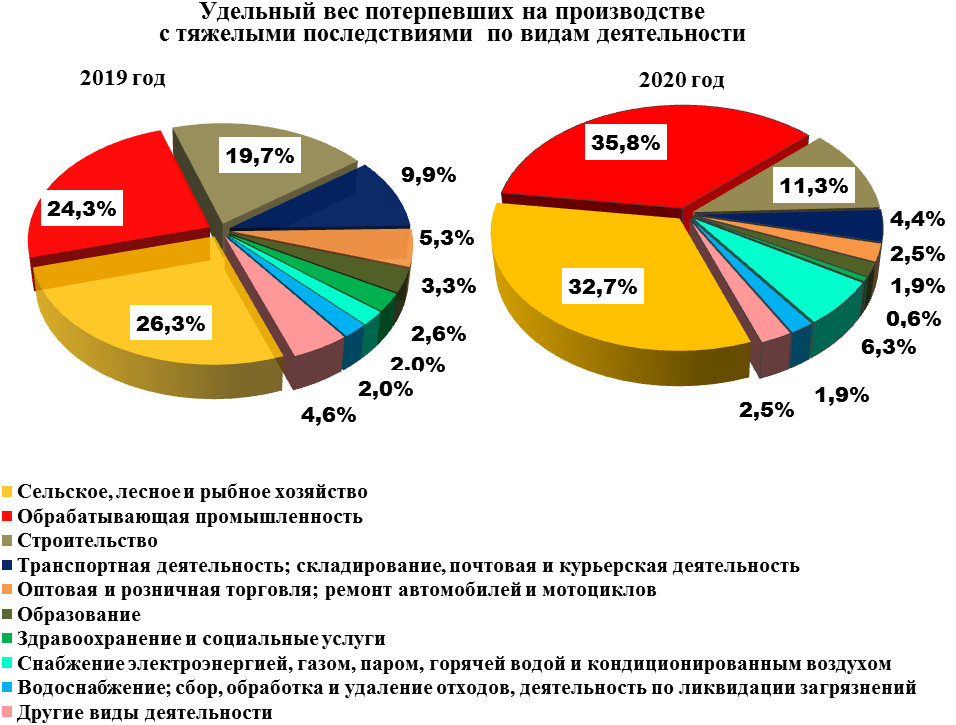 Удельный вес потерпевших на производстве
с тяжелыми последствиями по видам деятельности
2019 год
19,7%
9,9%
24,3%
5,3%
3,3%
26,3%
2,6%
2,0%
2,0%
4,6%
2020 год
35,8%
11,3%
4,4%
2,5%
1,9%
32,7%
0,6%
6,3%
1,9%
2,5%
Сельское, лесное и рыбное хозяйство
Обрабатывающая промышленность
Строительство
Транспортная деятельность; складирование, почтовая и курьерская деятельность
Оптовая и розничная торговля; ремонт автомобилей и мотоциклов
Образование
Здравоохранение и социальные услуги
Снабжение электроэнергией, газом, паром, горячей водой и кондиционированным воздухом
Водоснабжение; сбор, обработка и удаление отходов, деятельность по ликвидации загрязнений
Другие виды деятельности